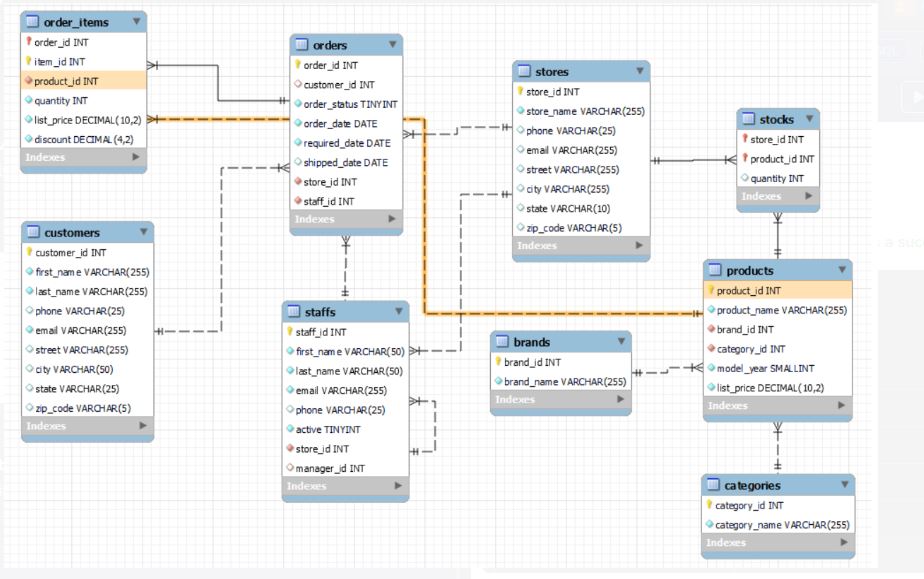 order_items
order_id INT
item_id INT
product_id INT
quantity INT
list_price DECIMAL(10,2)
discount DECIMAL(4,2)
Indexes
orders
order_id INT
customer_id INT
order_status TINYINT
order_date DATE
required_date DATE
shipped_date DATE
store_id INT
staff_id INT
Indexes
stores
store_id INT
store_name VARCHAR(255)
phone VARCHAR(25)
email VARCHAR(255)
street VARCHAR(255)
city VARCHAR(255)
state VARCHAR(10)
zip_code VARCHAR(5)
Indexes
stocks
store_id INT
product_id INT
quantity INT
Indexes
customers
customer_id INT
first_name VARCHAR(255)
last_name VARCHAR(255)
phone VARCHAR(25)
email VARCHAR(255)
street VARCHAR(255)
city VARCHAR(50)
state VARCHAR(25)
zip_code VARCHAR(5)
Indexes
staffs
staff_id INT
first_name VARCHAR(50)
last_name VARCHAR(50)
email VARCHAR(255)
phone VARCHAR(25)
active TINYINT
store_id INT
manager_id INT
Indexes
brands
brand_id INT
brand_name VARCHAR(255)
Indexes
products
product_id INT
product_name VARCHAR(255)
brand_id INT
category_id INT
model_year SMALLINT
list_price DECIMAL(10,2)
Indexes
categories
category_id INT
category_name VARCHAR(255)
Indexes